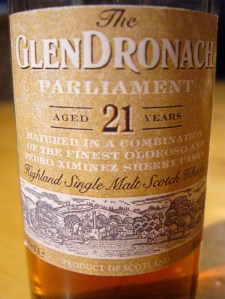 The
GLENDRONACH
PARLIAMENT
AGED 21 YEARS
MATURED IN A COMBINATION
OF THE FINEST OLOROSO AND
PEDRO XIMINEZ SHERRY CASKS
Highland Single Malt Scotch Whisky
PRODUCT OF SCOTLAND